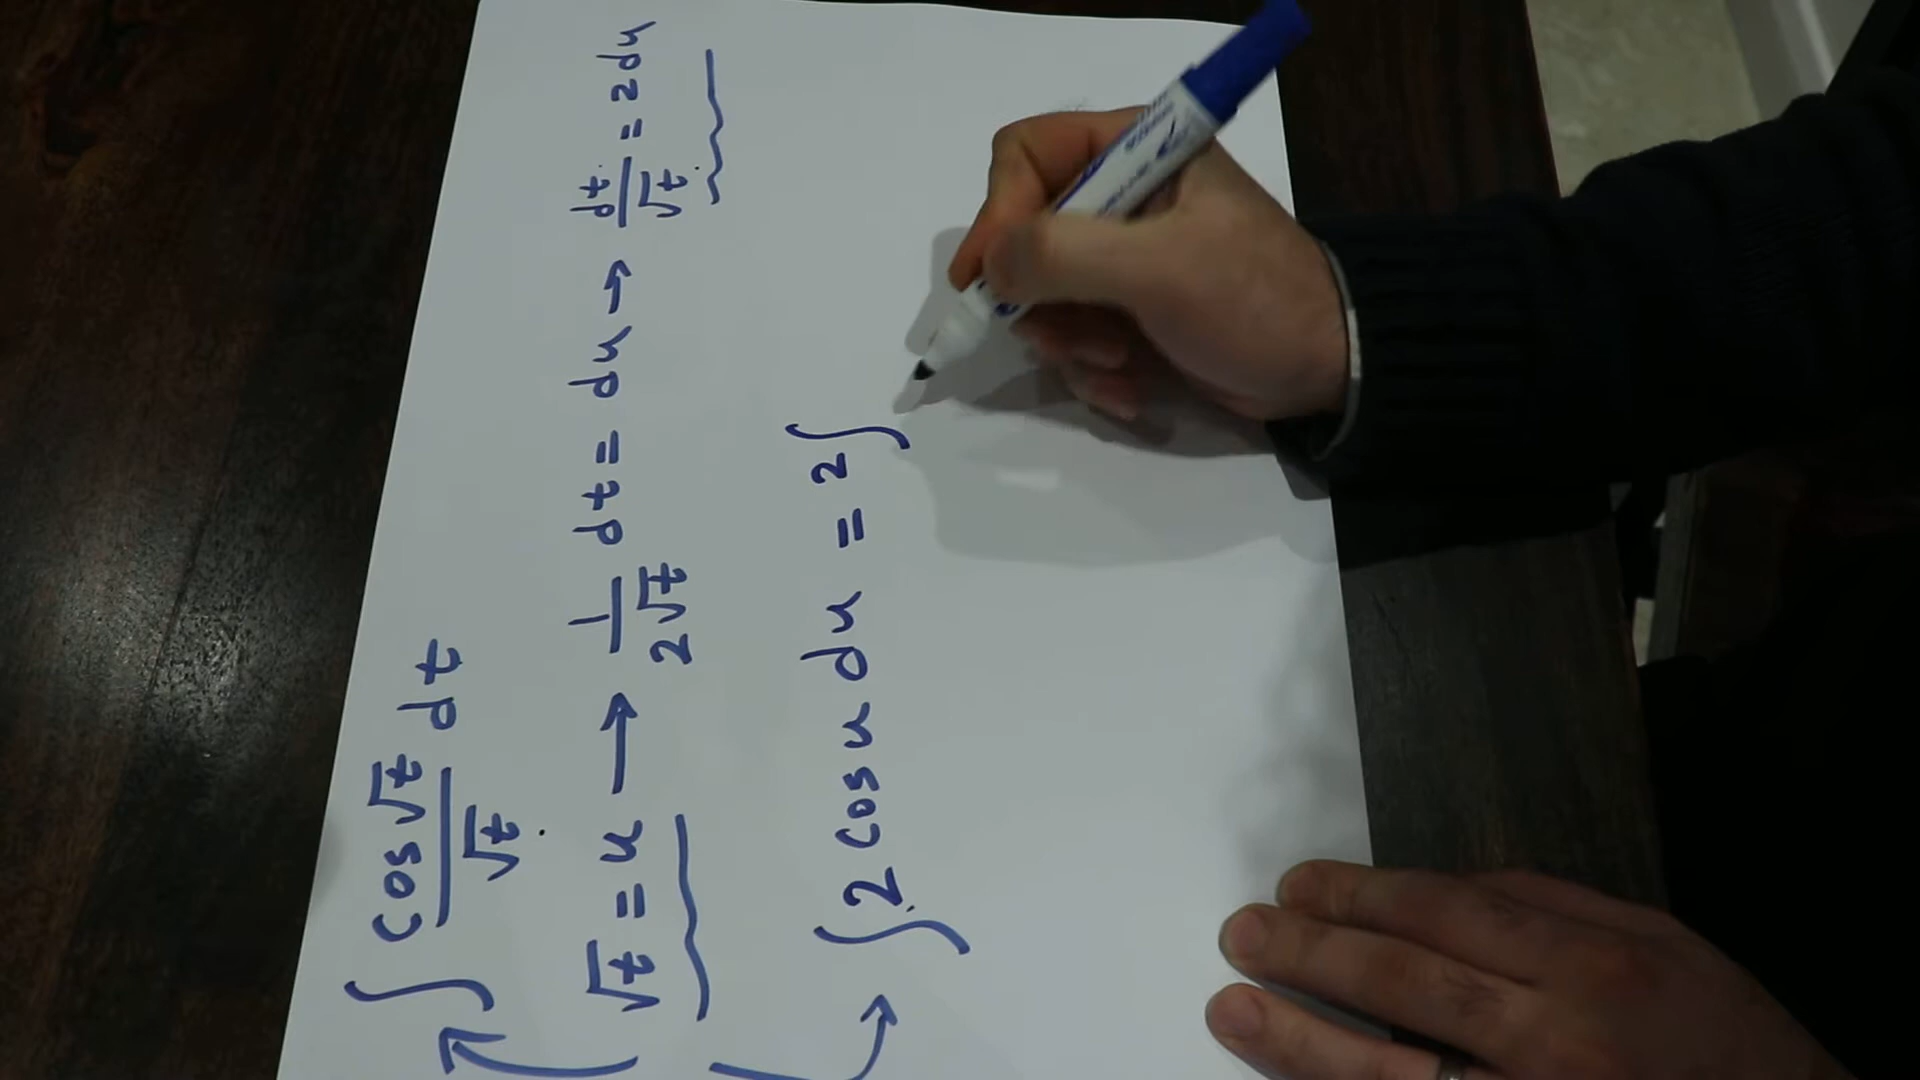 ∫ cos√t/√t dt
√t = u → 1/2√t dt = du → dt/√t = 2du
∫ 2 cos u du = 2 ∫